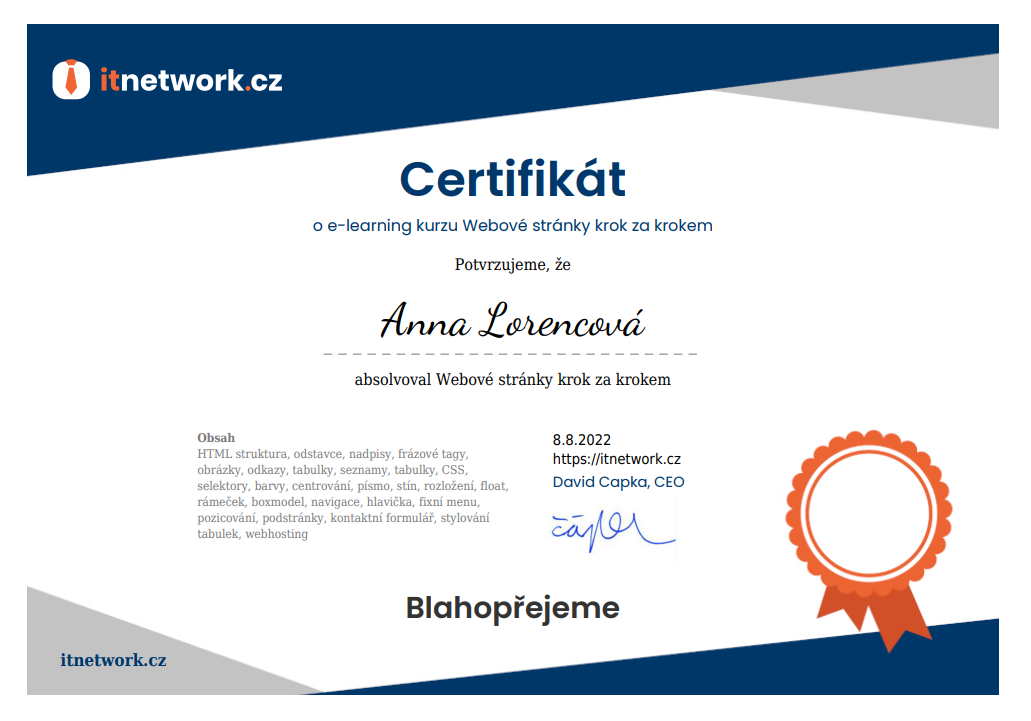 itnetwork.cz
Certifikát
o e-learning kurzu Webové stránky krok za krokem
Potvrzujeme, že
Anna Lorencová
absolvoval Webové stránky krok za krokem
Obsah
HTML struktura, odstavce, nadpisy, frázové tagy,
obrázky, odkazy, tabulky, seznamy, tabulky, CSS,
selektory, barvy, centrování, písmo, stín, rozložení, float,
rámeček, boxmodel, navigace, hlavička, fixní menu,
pozicování, podstránky, kontaktní formulář, stylování
tabulek, webhosting
8.8.2022
https://itnetwork.cz
David Capka, CEO
Blahopřejeme
itnetwork.cz